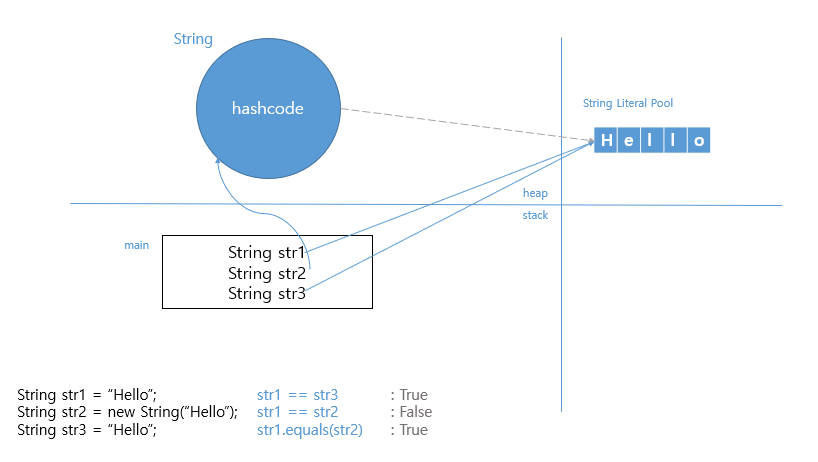 String
hashcode
String Literal Pool
H e l l o
heap
stack
main
String str1
String str2
String str3
String str1 = “Hello”; str1 == str3 : True
String str2 = new String(“Hello”); str1 == str2 : False
String str3 = “Hello”; str1.equals(str2) : True